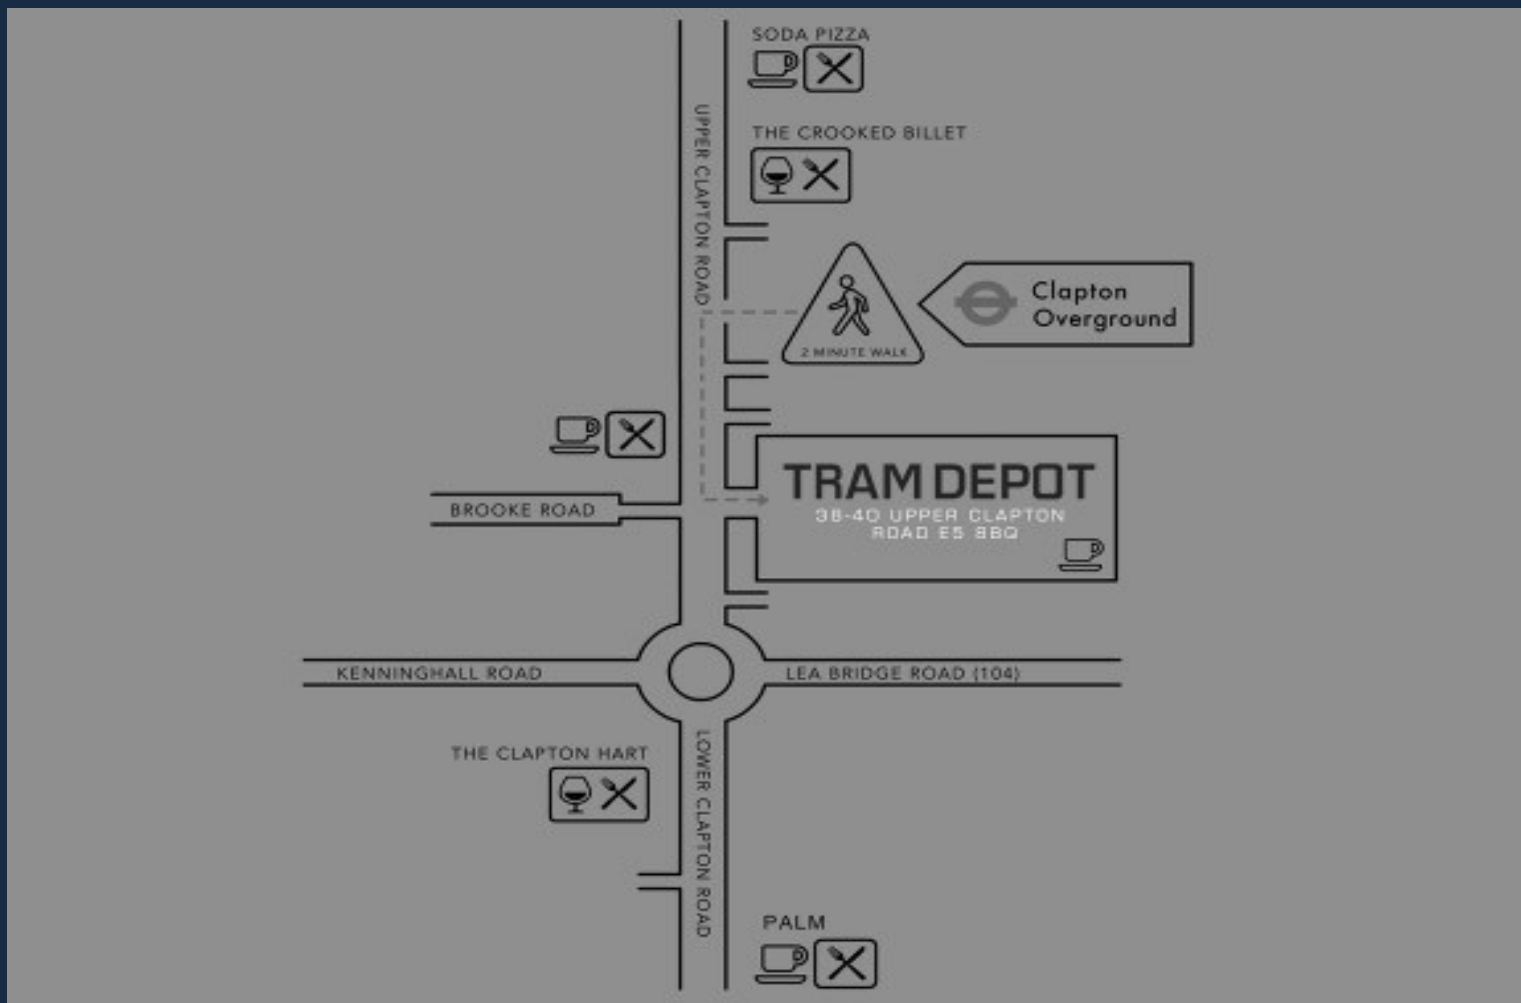 SODA PIZZA
THE CROOKED BILLET
UPPER CLAPTON ROAD
Clapton
Overground
2 MINUTE WALK
TRAM DEPOT
38-40 UPPER CLAPTON
ROAD E5 8BQ
BROOKE ROAD
KENNINGHALL ROAD
LEA BRIDGE ROAD (104)
THE CLAPTON HART
LOWER CLAPTON ROAD
PALM